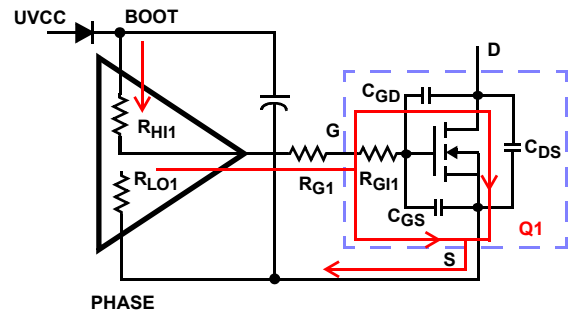 UVCC
BOOT
D
CGD
RHI1
G
CDS
RLO1
RG1
RGI1
CGS
Q1
S
PHASE